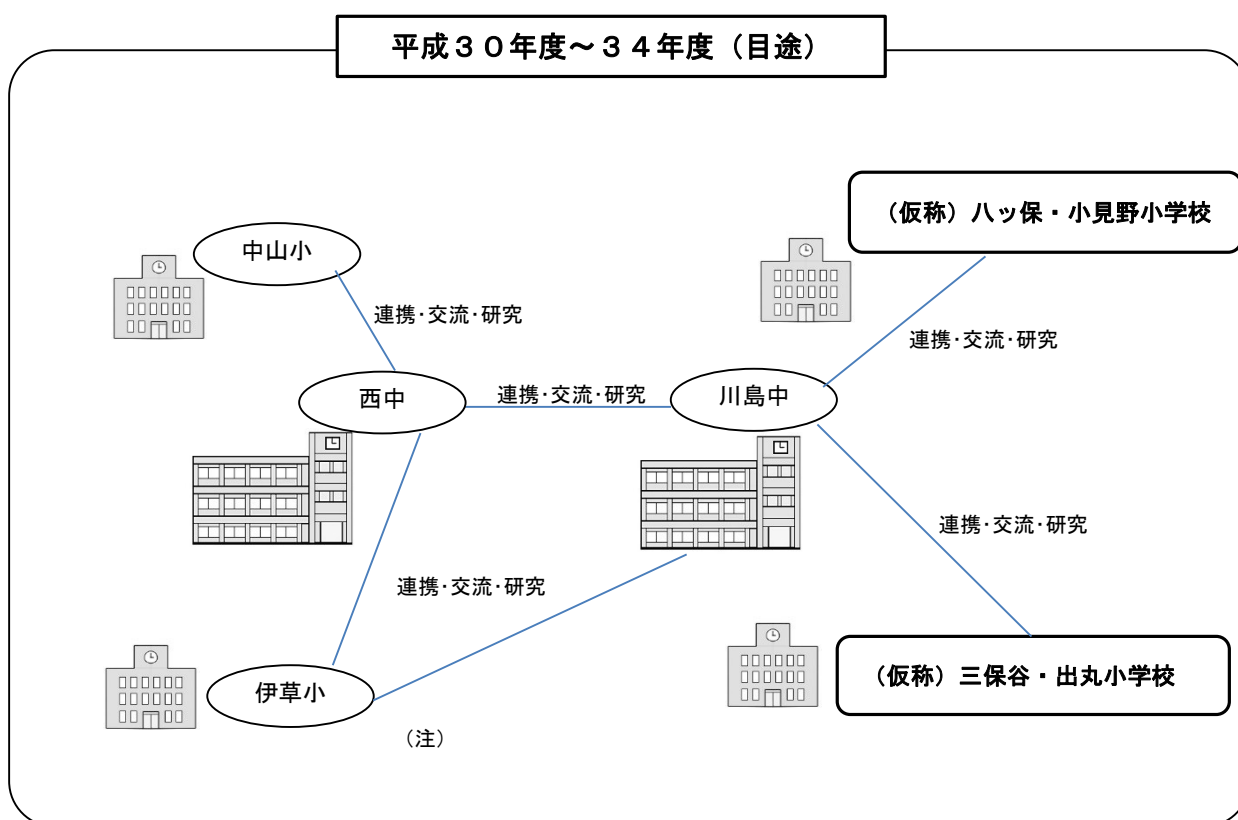 平成３０年度～３４年度（目途）
（仮称）八ッ保・小見野小学校
中山小
連携・交流・研究
連携・交流・研究
西中
連携・交流・研究
川島中
連携・交流・研究
連携・交流・研究
伊草小
（仮称）三保谷・出丸小学校
（注）